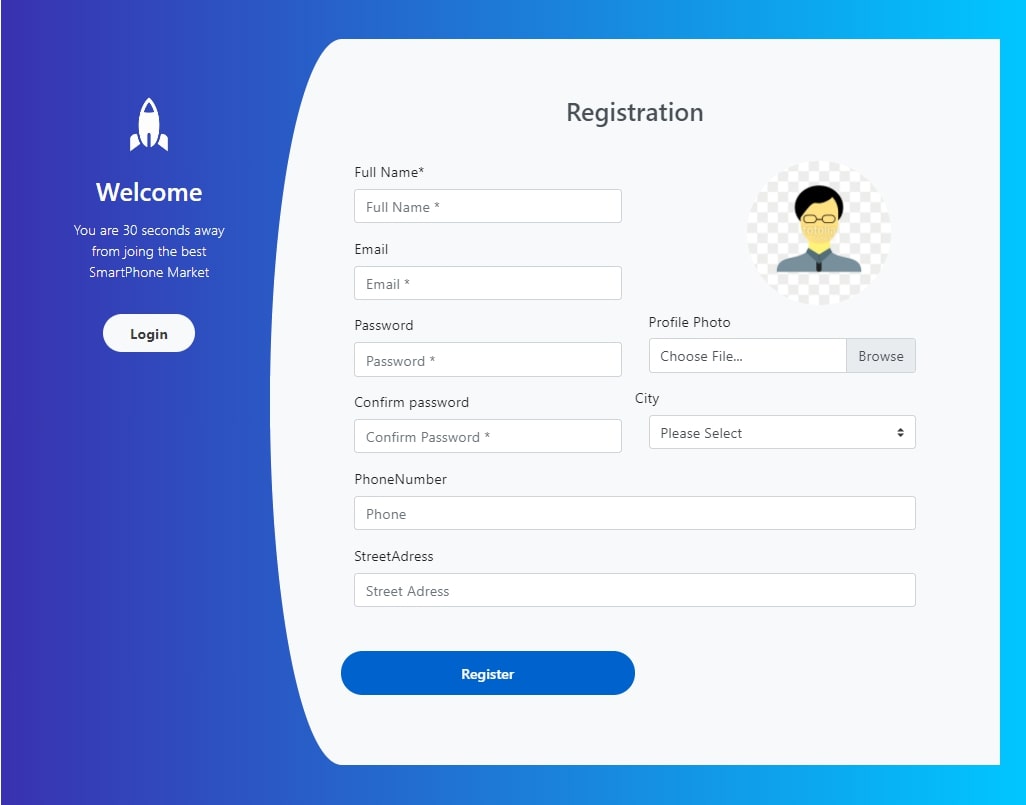 Registration
Welcome
You are 30 seconds away
from joing the best
SmartPhone Market
Login
Full Name*
Full Name *
Email
Email *
Password
Password *
Confirm password
Confirm Password *
Profile Photo
Choose File...
Browse
City
Please Select
PhoneNumber
Phone
StreetAdress
Street Adress
Register